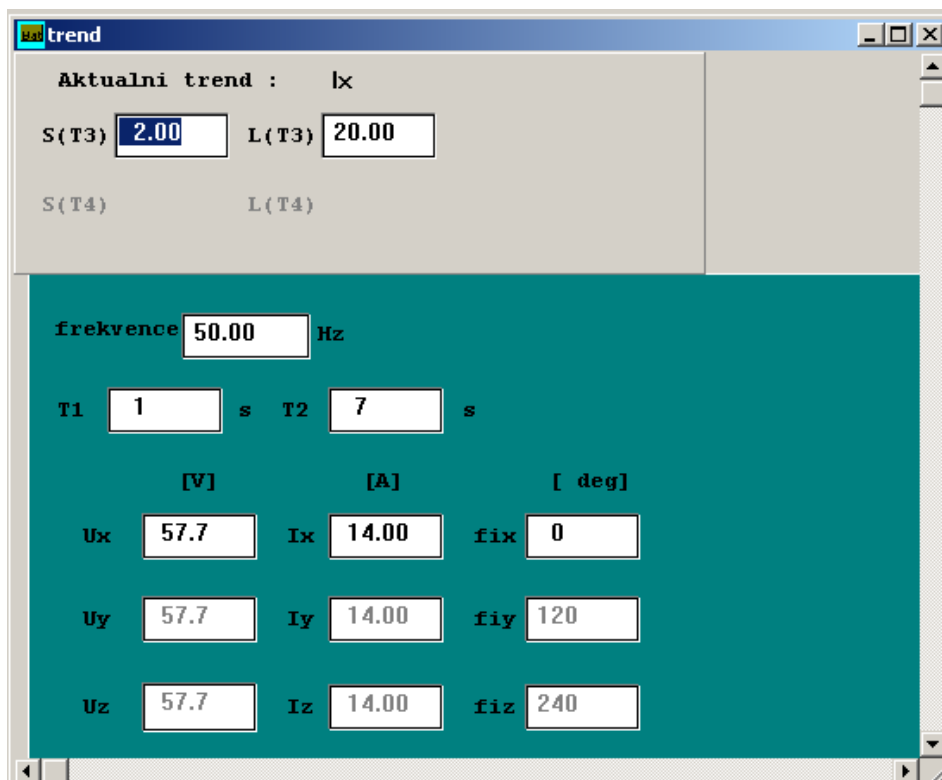 trend
Aktualni trend : Ix
S(T3) 2.00 L(T3) 20.00
S(T4) L(T4)
frekvence 50.00 Hz
T1 1 s T2 7 s
[V] [A] [ deg]
Ux 57.7 Ix 14.00 fix 0
Uy 57.7 Iy 14.00 fiy 120
Uz 57.7 Iz 14.00 fiz 240